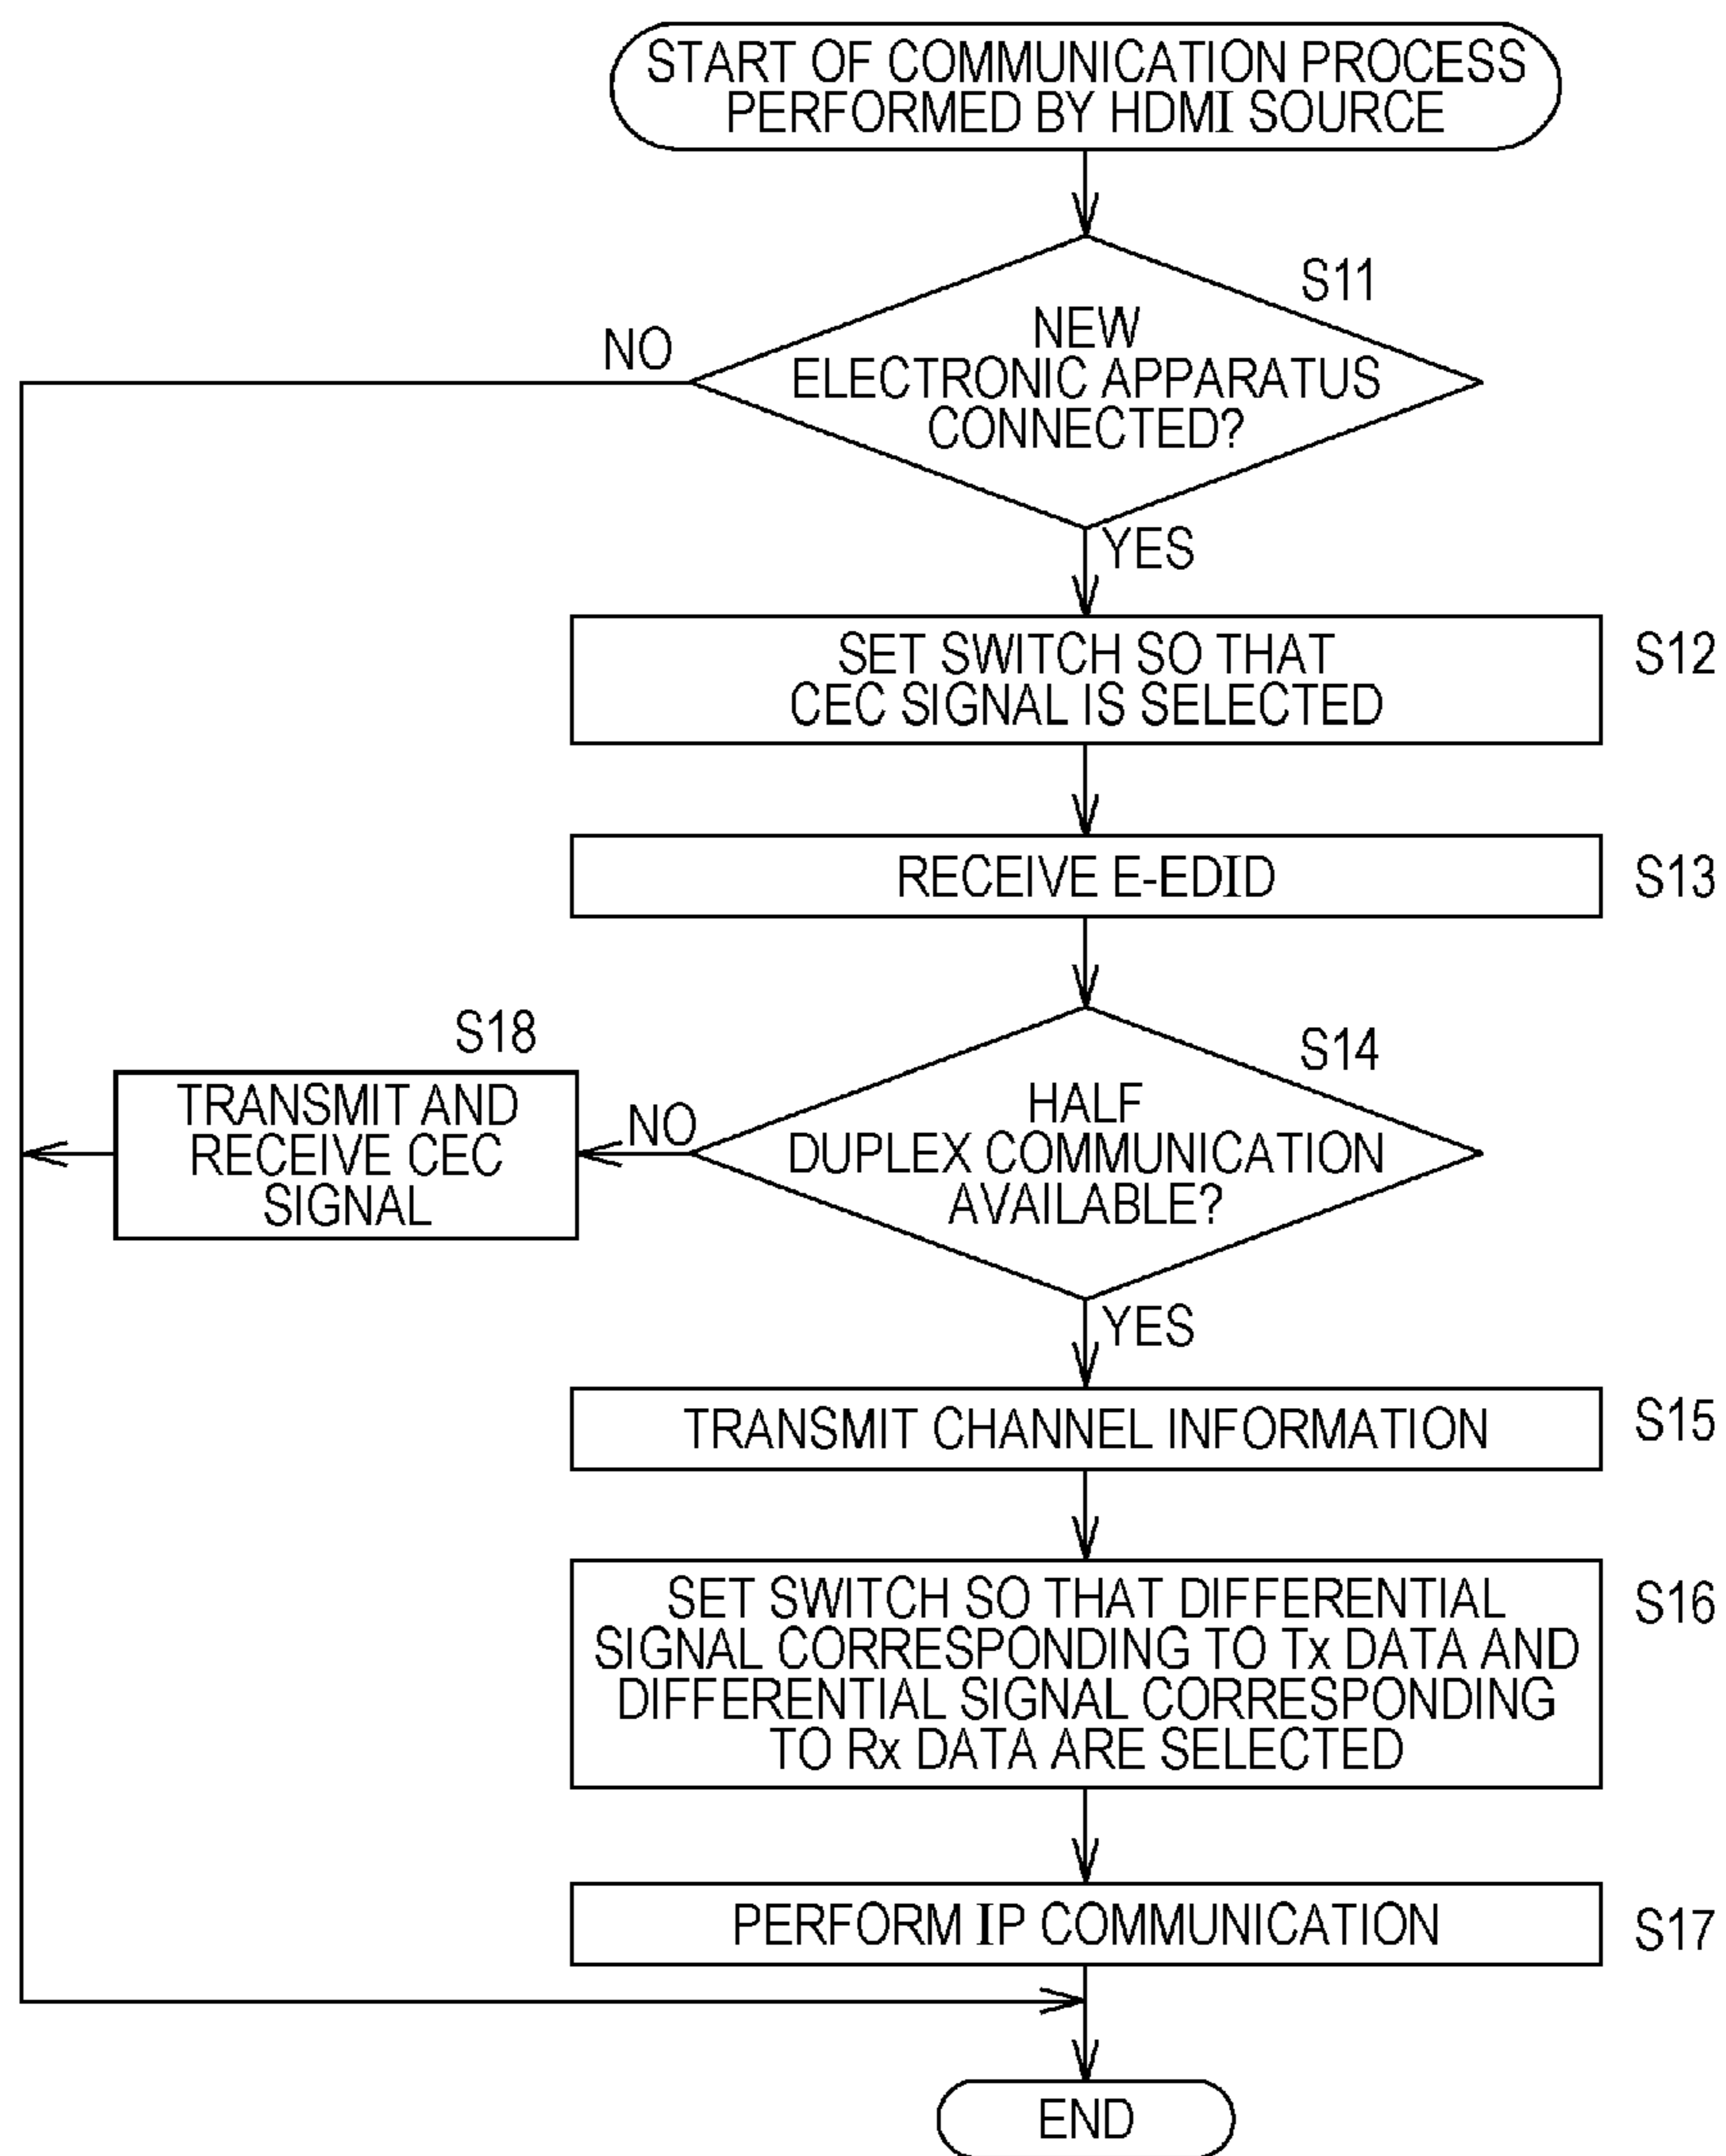 START OF COMMUNICATION PROCESS
PERFORMED BY HDMI SOURCE
S11
NEW
ELECTRONIC APPARATUS
CONNECTED?
NO
YES
SET SWITCH SO THAT
CEC SIGNAL IS SELECTED
S12
RECEIVE E-EDID
S13
S14
HALF
DUPLEX COMMUNICATION
AVAILABLE?
NO
S18
TRANSMIT AND
RECEIVE CEC
SIGNAL
YES
TRANSMIT CHANNEL INFORMATION
S15
SET SWITCH SO THAT DIFFERENTIAL
SIGNAL CORRESPONDING TO Tx DATA AND
DIFFERENTIAL SIGNAL CORRESPONDING
TO Rx DATA ARE SELECTED
S16
PERFORM IP COMMUNICATION
S17
END